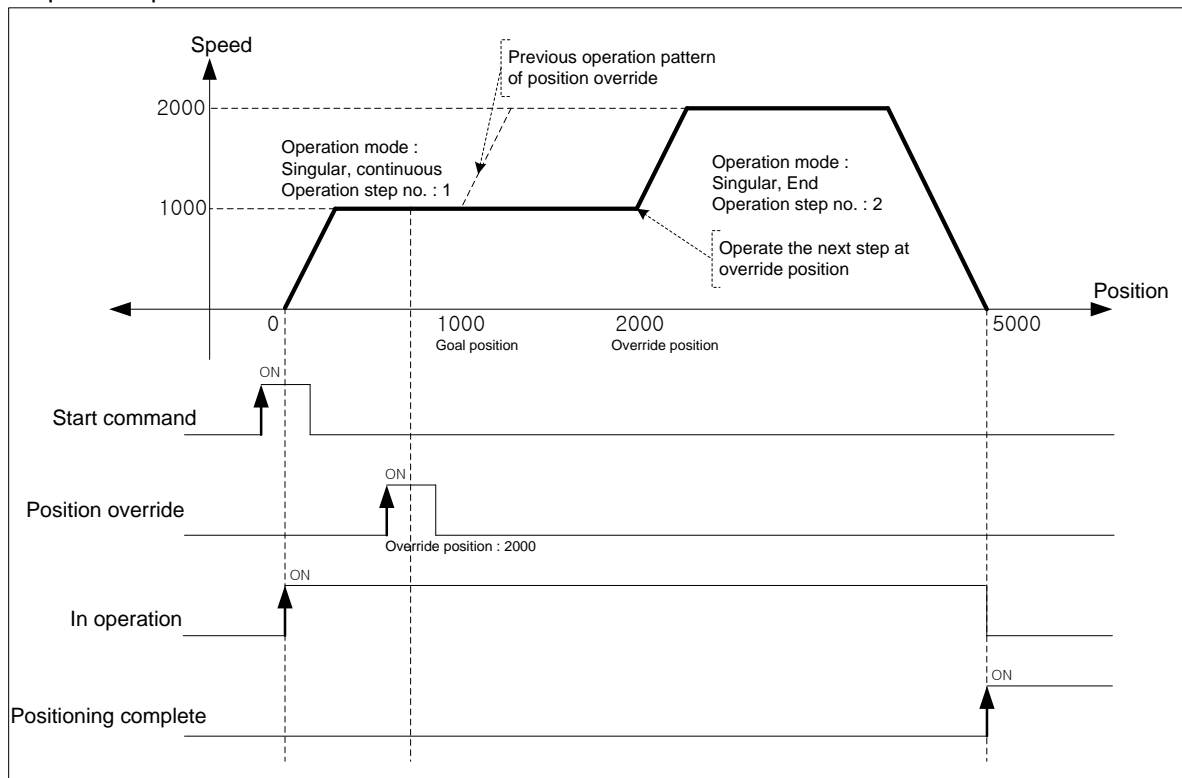 Speed
Previous operation pattern
of position override
2000
Operation mode :
Singular, continuous
Operation step no. : 1
Operation mode :
Singular, End
Operation step no. : 2
1000
Operate the next step at
override position
Position
0
1000
2000
5000
Goal position
Override position
ON
Start command
ON
Position override
Override position : 2000
ON
In operation
ON
Positioning complete